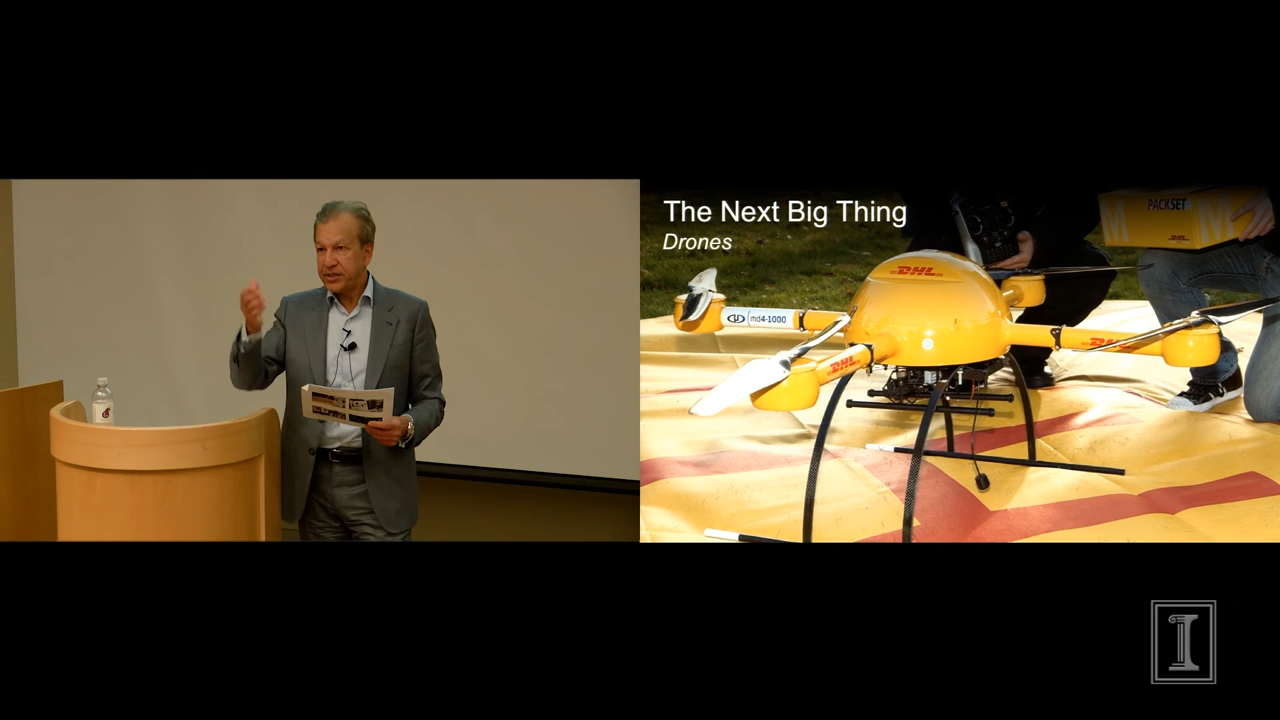 The Next Big Thing
Drones
PACKSET
DHL
DHL
md4-1000
DHL
DHL